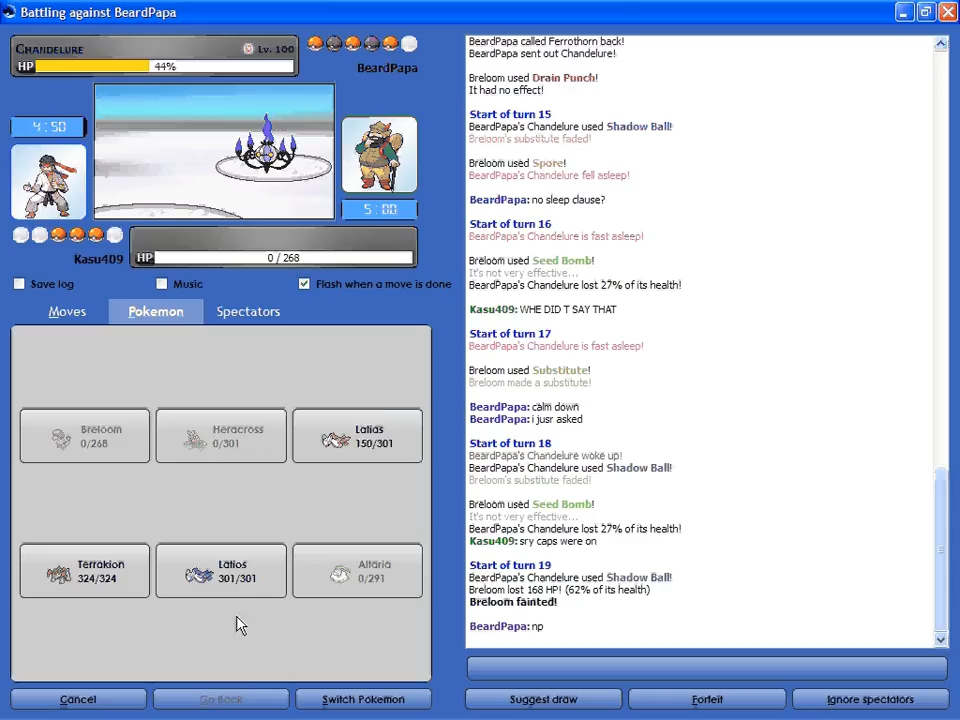 Battling against BeardPapa
CHANDELURE Lv. 100
HP 44%
BeardPapa
4:50
5:00
Kasu409
HP 0 / 268
Save log
Music
Flash when a move is done
Moves
Pokemon
Spectators
Breloom
0/268
Heracross
0/301
Latias
150/301
Terrakion
324/324
Latios
301/301
Altaria
0/291
Cancel
Go Back
Switch Pokemon
BeardPapa called Ferrothorn back!
BeardPapa sent out Chandelure!
Breloom used Drain Punch!
It had no effect!
Start of turn 15
BeardPapa's Chandelure used Shadow Ball!
Breloom's substitute faded!
Breloom used Spore!
BeardPapa's Chandelure fell asleep!
BeardPapa: no sleep clause?
Start of turn 16
BeardPapa's Chandelure is fast asleep!
Breloom used Seed Bomb!
It's not very effective...
BeardPapa's Chandelure lost 27% of its health!
Kasu409: WHE DID T SAY THAT
Start of turn 17
BeardPapa's Chandelure is fast asleep!
Breloom used Substitute!
Breloom made a substitute!
BeardPapa: calm down
BeardPapa: i jusr asked
Start of turn 18
BeardPapa's Chandelure woke up!
BeardPapa's Chandelure used Shadow Ball!
Breloom's substitute faded!
Breloom used Seed Bomb!
It's not very effective...
BeardPapa's Chandelure lost 27% of its health!
Kasu409: sry caps were on
Start of turn 19
BeardPapa's Chandelure used Shadow Ball!
Breloom lost 168 HP! (62% of its health)
Breloom fainted!
BeardPapa: np
Suggest draw
Forfeit
Ignore spectators